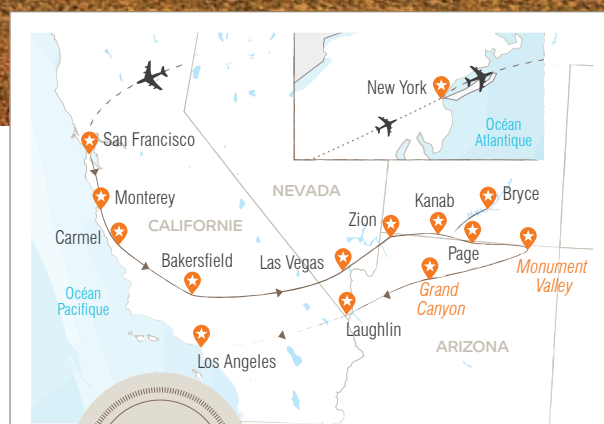 New York
Océan
Atlantique
San Francisco
Monterey
Carmel
CALIFORNIE
NEVADA
Bakersfield
Las Vegas
Zion
Kanab
Bryce
Page
Monument
Valley
Grand
Canyon
Laughlin
Océan
Pacifique
Los Angeles
ARIZONA